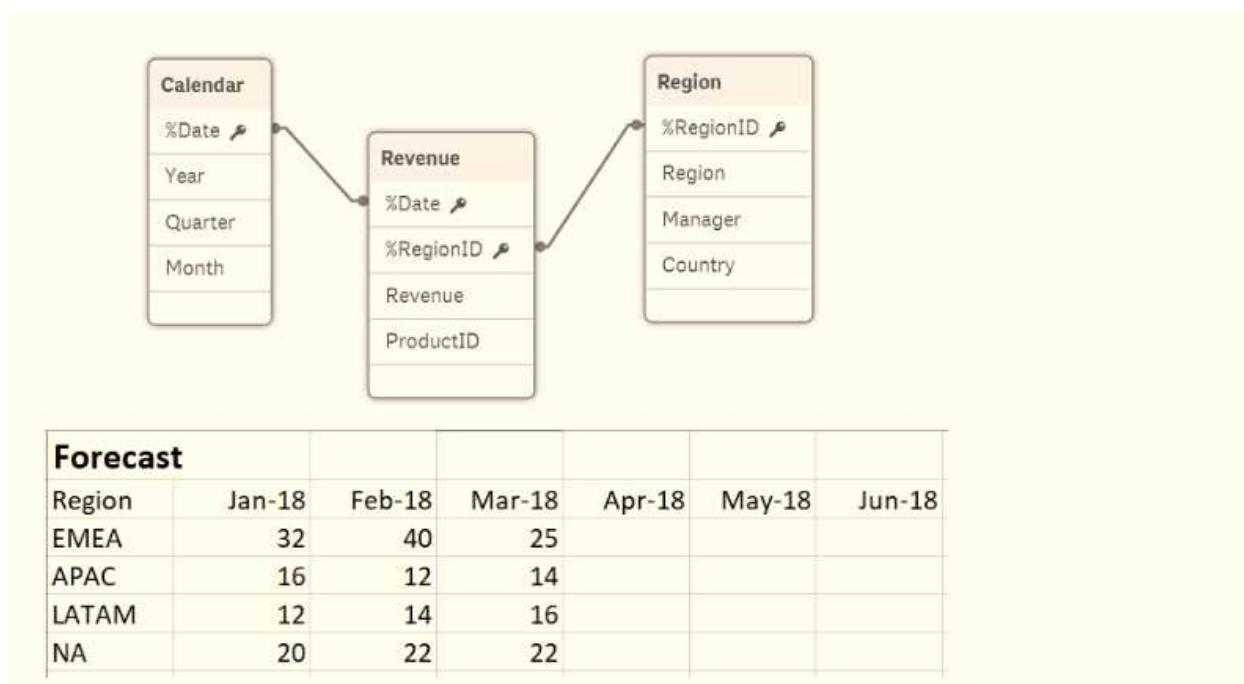 Calendar
%Date
Year
Quarter
Month
Revenue
%Date
%RegionID
Revenue
ProductID
Region
%RegionID
Region
Manager
Country
Forecast
Region Jan-18 Feb-18 Mar-18 Apr-18 May-18 Jun-18
EMEA 32 40 25
APAC 16 12 14
LATAM 12 14 16
NA 20 22 22